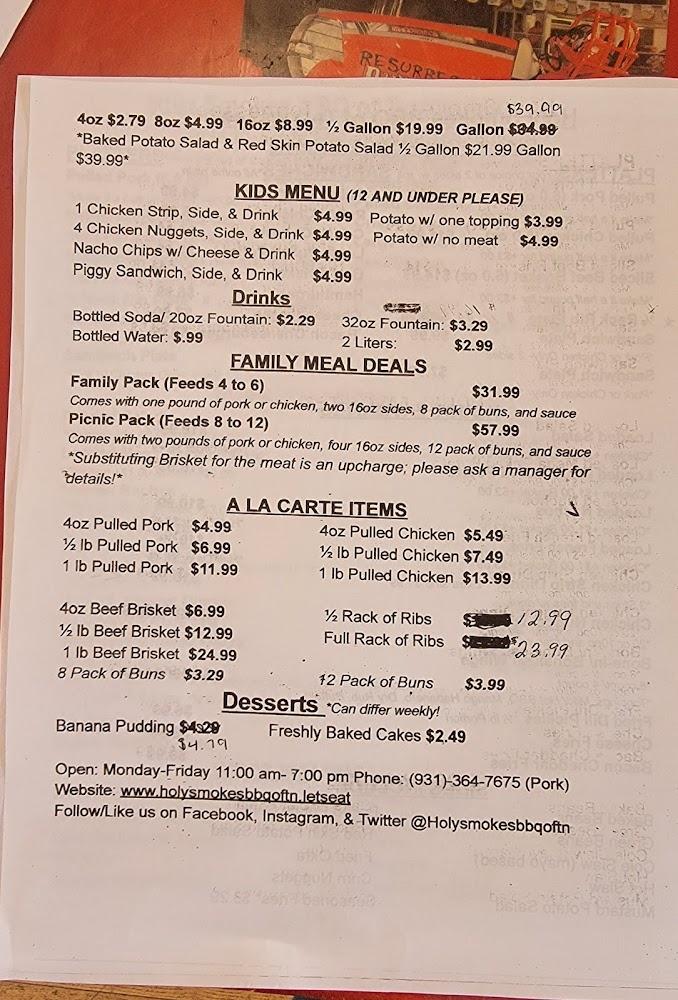 RESURRE
$39.99
4oz $2.79 8oz $4.99 16oz $8.99 ½ Gallon $19.99 Gallon $34.99
*Baked Potato Salad & Red Skin Potato Salad ½ Gallon $21.99 Gallon
$39.99*
KIDS MENU (12 AND UNDER PLEASE)
1 Chicken Strip, Side, & Drink $4.99 Potato w/ one topping $3.99
4 Chicken Nuggets, Side, & Drink $4.99 Potato w/ no meat $4.99
Nacho Chips w/ Cheese & Drink $4.99
Piggy Sandwich, Side, & Drink $4.99
Drinks
Bottled Soda/ 20oz Fountain: $2.29 32oz Fountain: $3.29
Bottled Water: $.99 2 Liters: $2.99
FAMILY MEAL DEALS
Family Pack (Feeds 4 to 6) $31.99
Comes with one pound of pork or chicken, two 16oz sides, 8 pack of buns, and sauce
Picnic Pack (Feeds 8 to 12) $57.99
Comes with two pounds of pork or chicken, four 16oz sides, 12 pack of buns, and sauce
*Substituting Brisket for the meat is an upcharge; please ask a manager for
details!*
A LA CARTE ITEMS
4oz Pulled Pork $4.99 4oz Pulled Chicken $5.49
½ lb Pulled Pork $6.99 ½ lb Pulled Chicken $7.49
1 lb Pulled Pork $11.99 1 lb Pulled Chicken $13.99
4oz Beef Brisket $6.99 ½ Rack of Ribs $ 12.99
½ lb Beef Brisket $12.99 Full Rack of Ribs $ $23.99
1 lb Beef Brisket $24.99
8 Pack of Buns $3.29 12 Pack of Buns $3.99
Desserts *Can differ weekly!
Banana Pudding $4.29 Freshly Baked Cakes $2.49
$4.79
Open: Monday-Friday 11:00 am- 7:00 pm Phone: (931)-364-7675 (Pork)
Website: www.holysmokesbbqoftn.letseat
Follow/Like us on Facebook, Instagram, & Twitter @Holysmokesbbqoftn